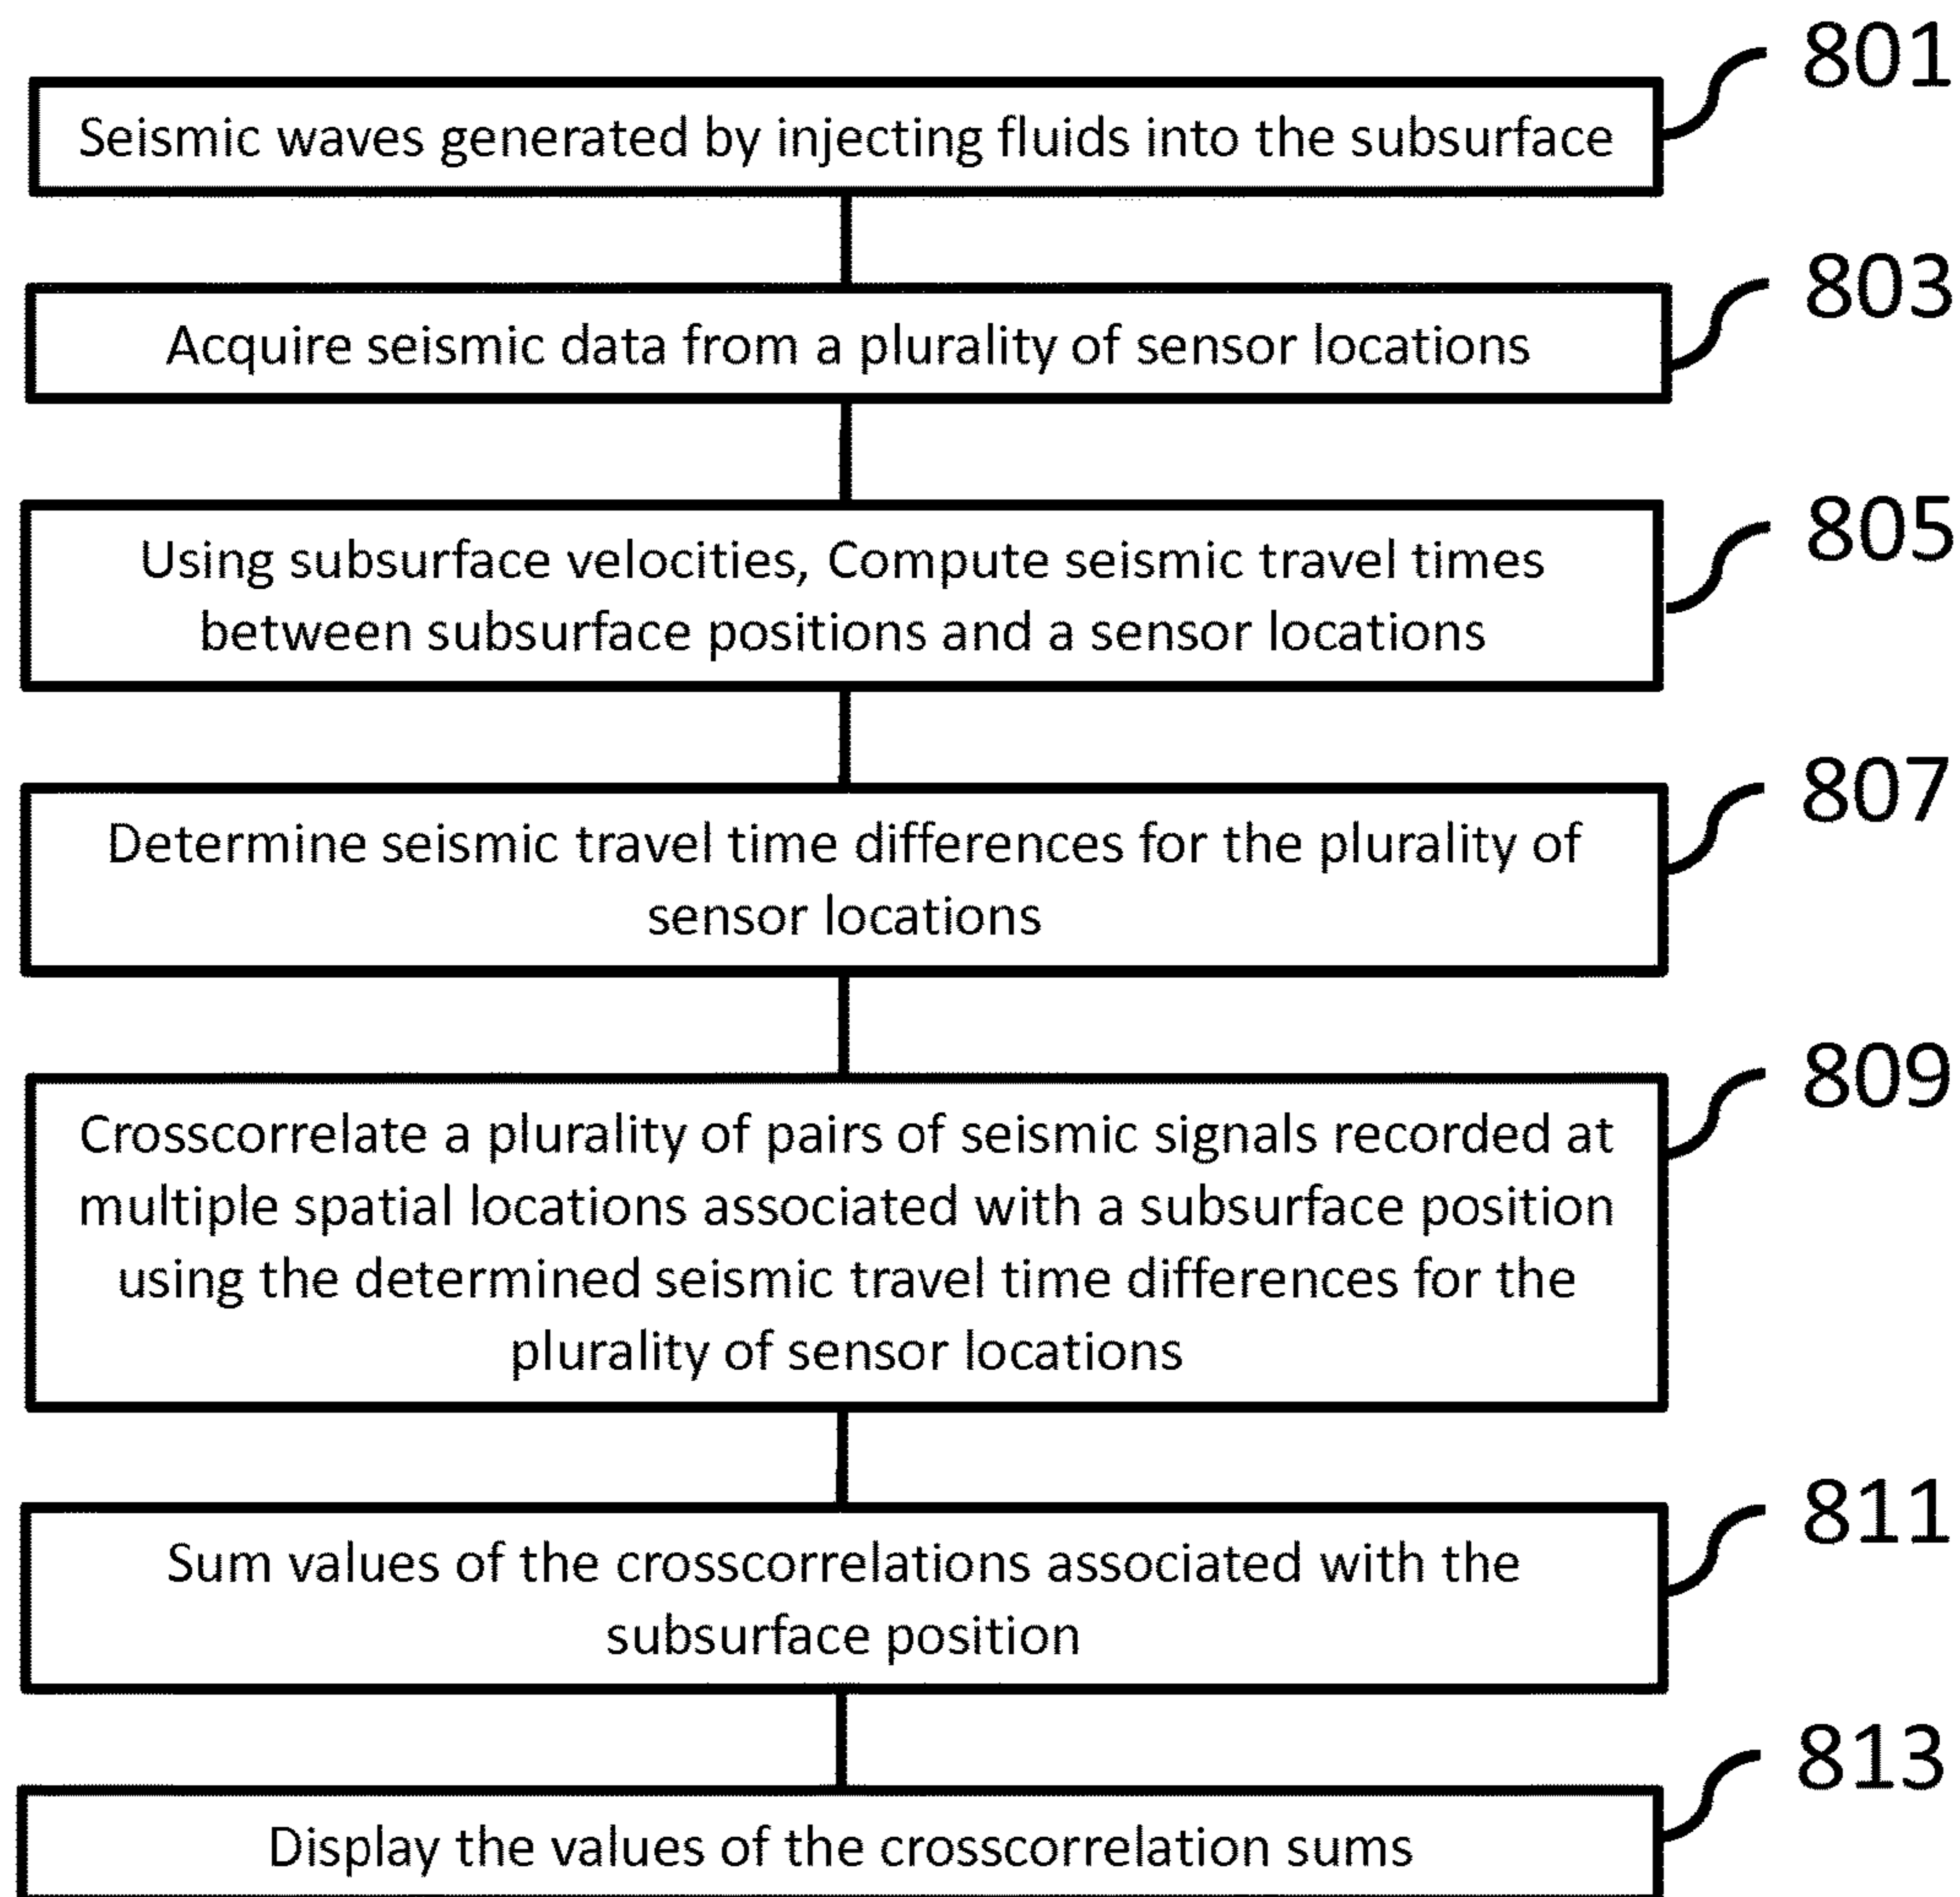 801
Seismic waves generated by injecting fluids into the subsurface
803
Acquire seismic data from a plurality of sensor locations
805
Using subsurface velocities, Compute seismic travel times
between subsurface positions and a sensor locations
807
Determine seismic travel time differences for the plurality of
sensor locations
809
Crosscorrelate a plurality of pairs of seismic signals recorded at
multiple spatial locations associated with a subsurface position
using the determined seismic travel time differences for the
plurality of sensor locations
811
Sum values of the crosscorrelations associated with the
subsurface position
813
Display the values of the crosscorrelation sums